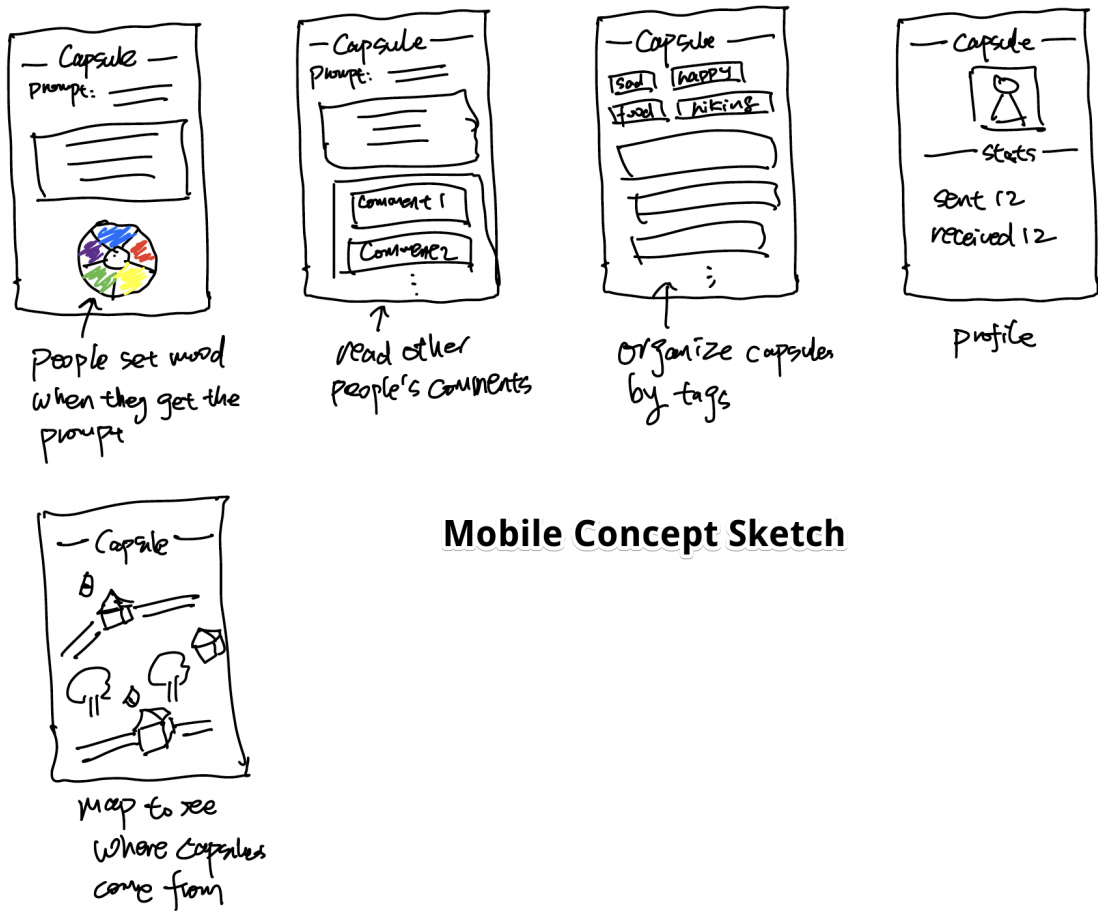 Capsule
Prompt:
People set mood
when they get the
prompt
Capsule
Prompt:
Comment 1
Comment 2
read other
people's comments
Capsule
sad happy
food hiking
organize capsules
by tags
Capsule
stats
sent 12
received 12
profile
Capsule
map to see
where capsules
come from
Mobile Concept Sketch